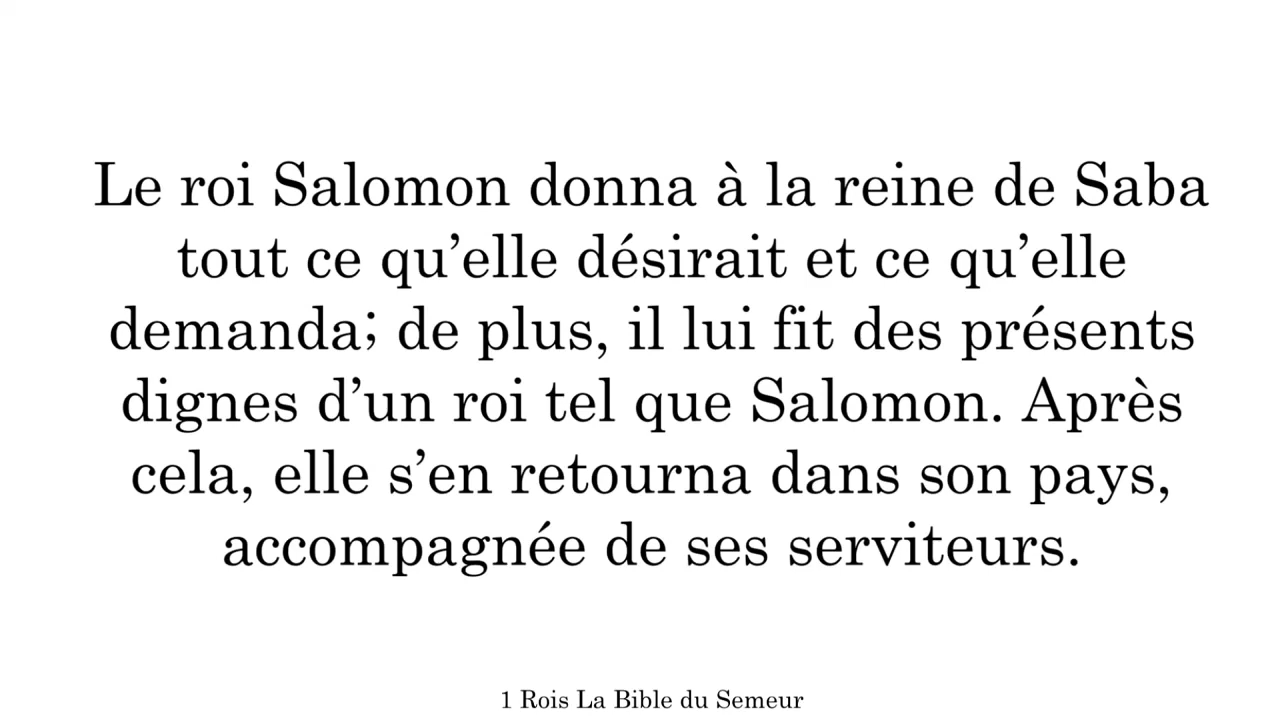 Le roi Salomon donna à la reine de Saba
tout ce qu’elle désirait et ce qu’elle
demanda; de plus, il lui fit des présents
dignes d’un roi tel que Salomon. Après
cela, elle s’en retourna dans son pays,
accompagnée de ses serviteurs.
1 Rois La Bible du Semeur